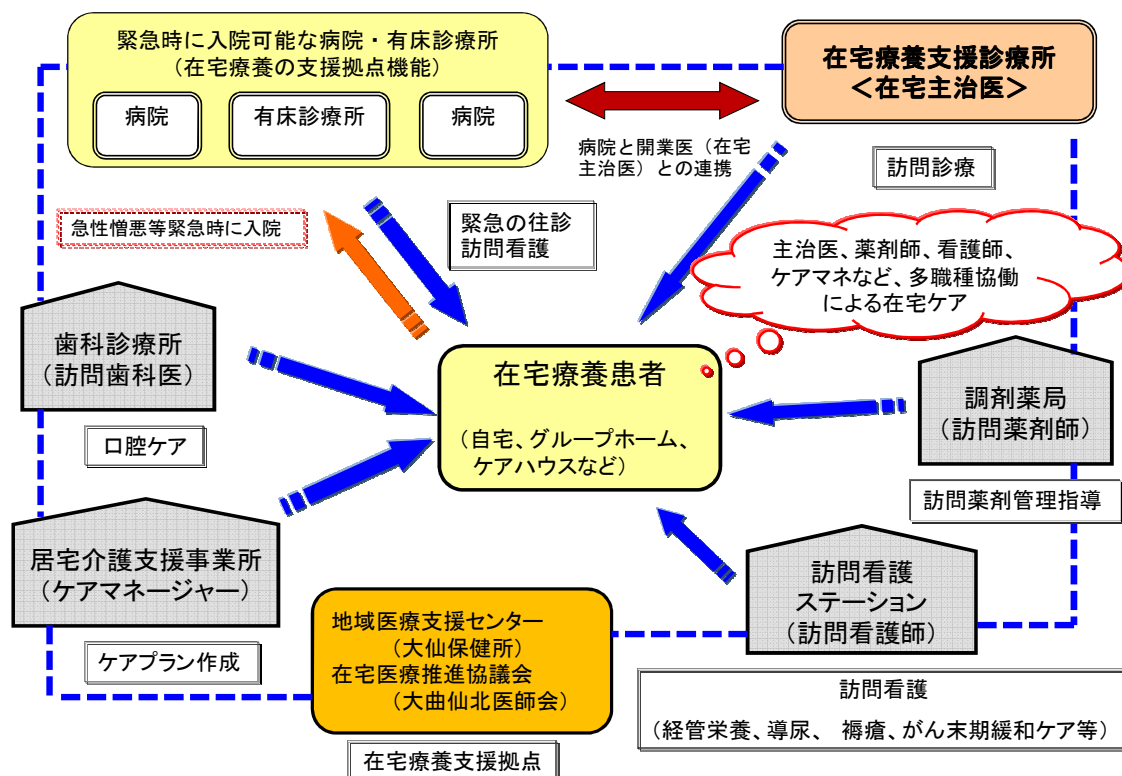 緊急時に入院可能な病院・有床診療所
（在宅療養の支援拠点機能）
病院
有床診療所
病院
在宅療養支援診療所
＜在宅主治医＞
病院と開業医（在宅
主治医）との連携
訪問診療
急性憎悪等緊急時に入院
緊急の往診
訪問看護
主治医、薬剤師、看護師、
ケアマネなど、多職種協働
による在宅ケア
歯科診療所
（訪問歯科医）
口腔ケア
在宅療養患者
（自宅、グループホーム、
ケアハウスなど）
調剤薬局
（訪問薬剤師）
訪問薬剤管理指導
居宅介護支援事業所
（ケアマネージャー）
ケアプラン作成
訪問看護
ステーション
（訪問看護師）
地域医療支援センター
（大仙保健所）
在宅医療推進協議会
（大曲仙北医師会）
在宅療養支援拠点
訪問看護
（経管栄養、導尿、 褥瘡、がん末期緩和ケア等）